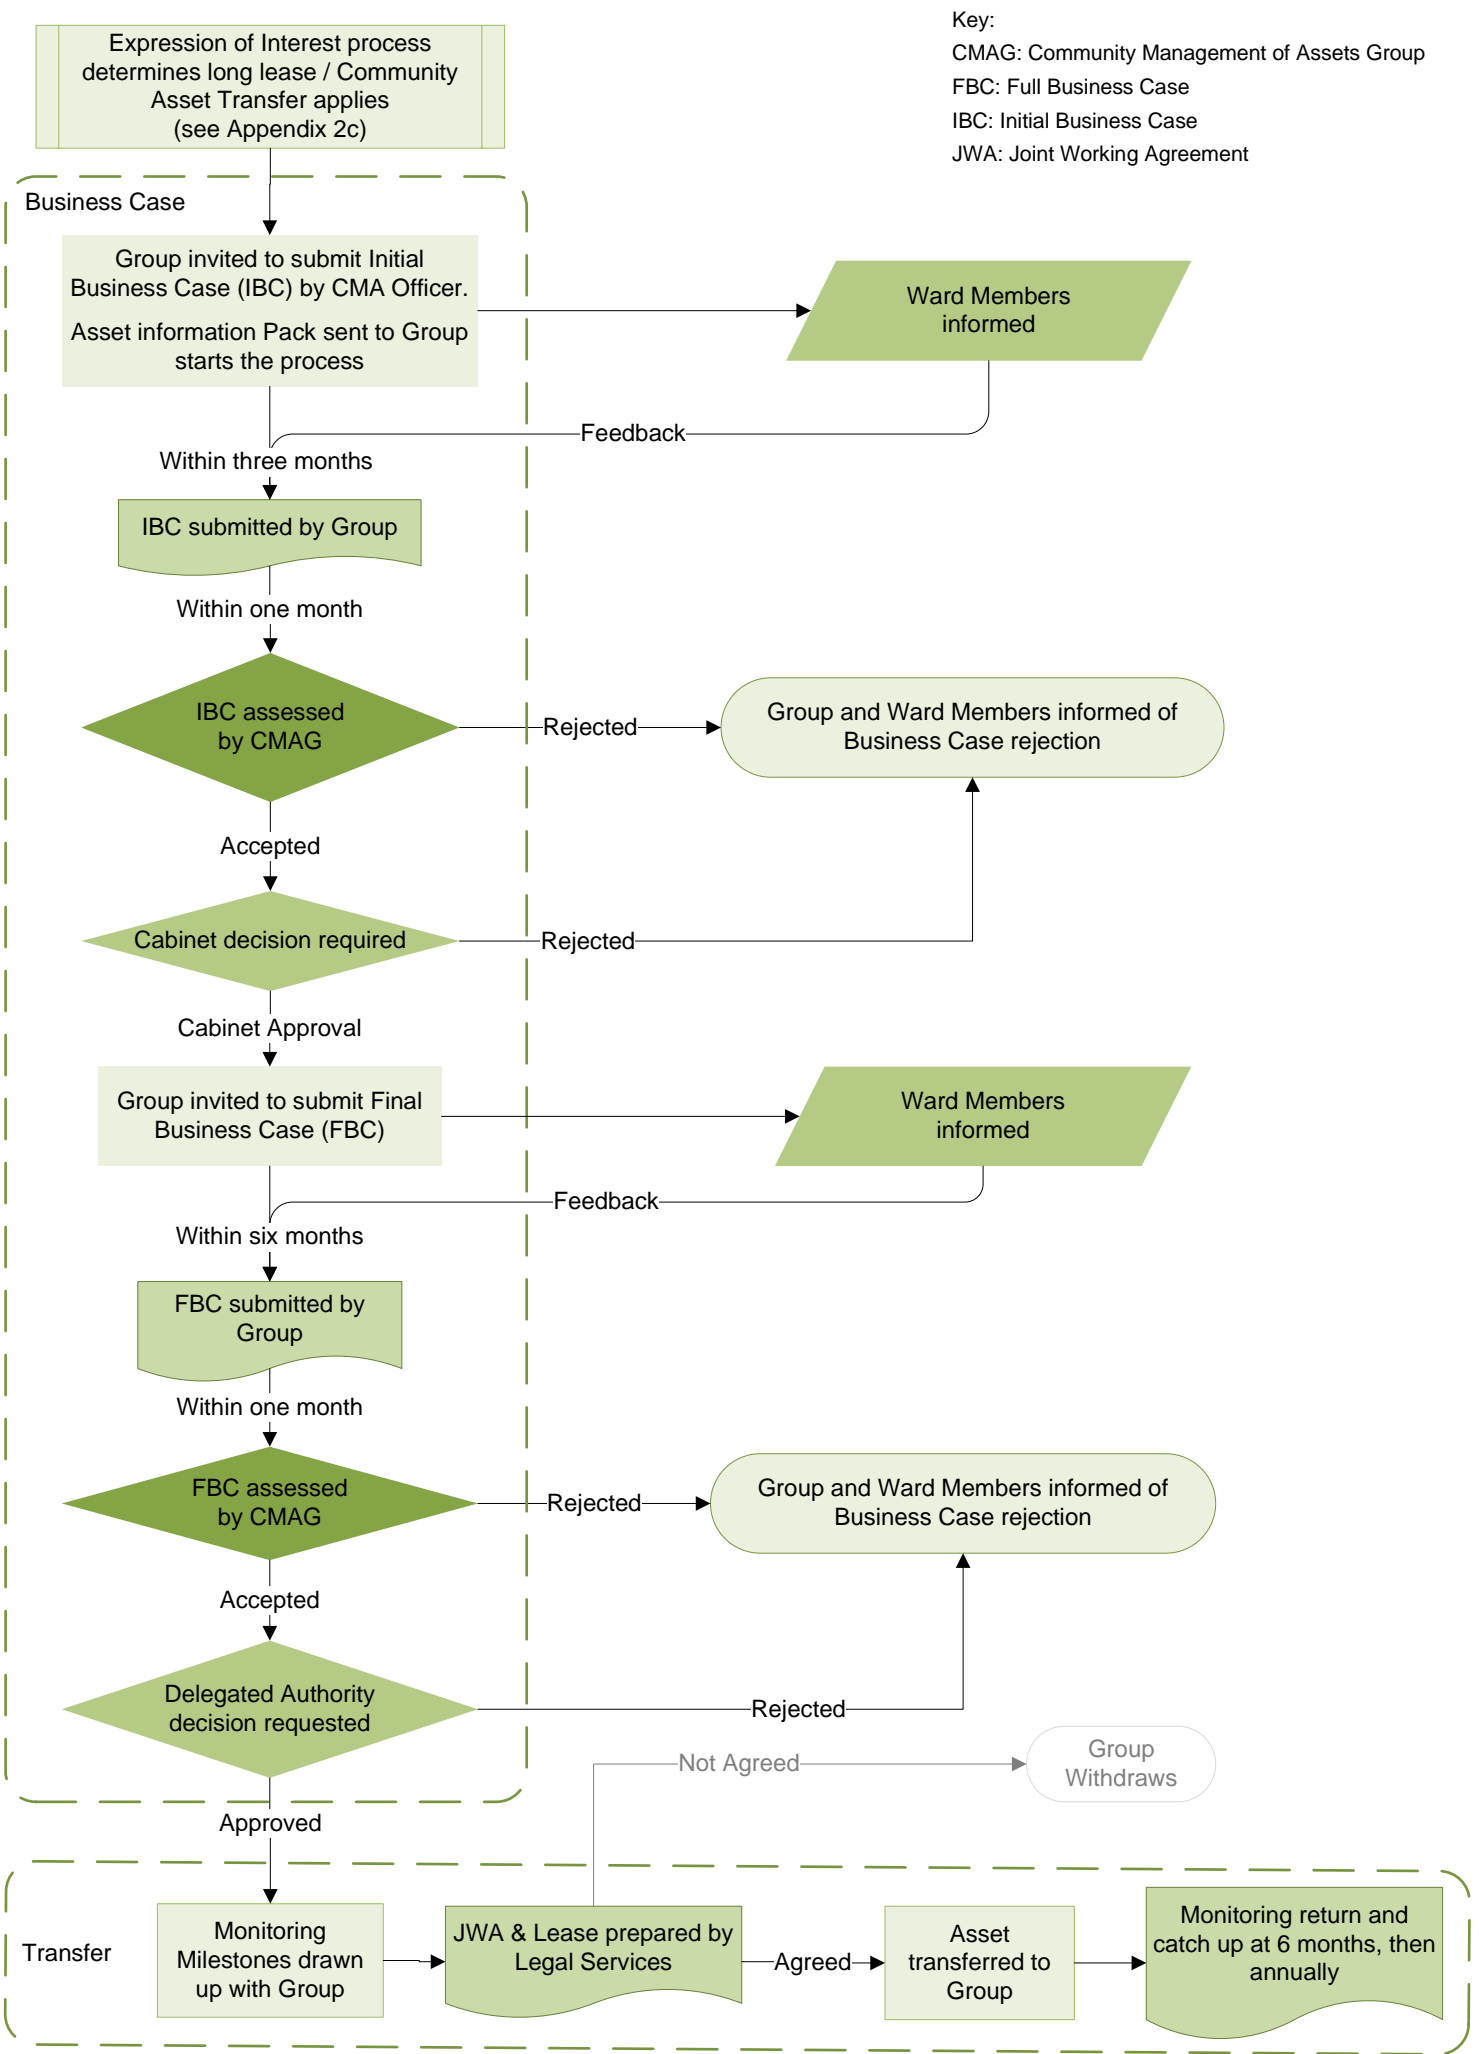 Expression of Interest process
determines long lease / Community
Asset Transfer applies
(see Appendix 2c)
Key:
CMAG: Community Management of Assets Group
FBC: Full Business Case
IBC: Initial Business Case
JWA: Joint Working Agreement
Business Case
Group invited to submit Initial
Business Case (IBC) by CMA Officer.
Asset information Pack sent to Group
starts the process
Ward Members
informed
Feedback
Within three months
IBC submitted by Group
Within one month
IBC assessed
by CMAG
Rejected
Group and Ward Members informed of
Business Case rejection
Accepted
Cabinet decision required
Rejected
Cabinet Approval
Group invited to submit Final
Business Case (FBC)
Ward Members
informed
Feedback
Within six months
FBC submitted by
Group
Within one month
FBC assessed
by CMAG
Rejected
Group and Ward Members informed of
Business Case rejection
Accepted
Delegated Authority
decision requested
Rejected
Not Agreed
Group
Withdraws
Approved
Transfer
Monitoring
Milestones drawn
up with Group
JWA & Lease prepared by
Legal Services
Agreed
Asset
transferred to
Group
Monitoring return and
catch up at 6 months, then
annually